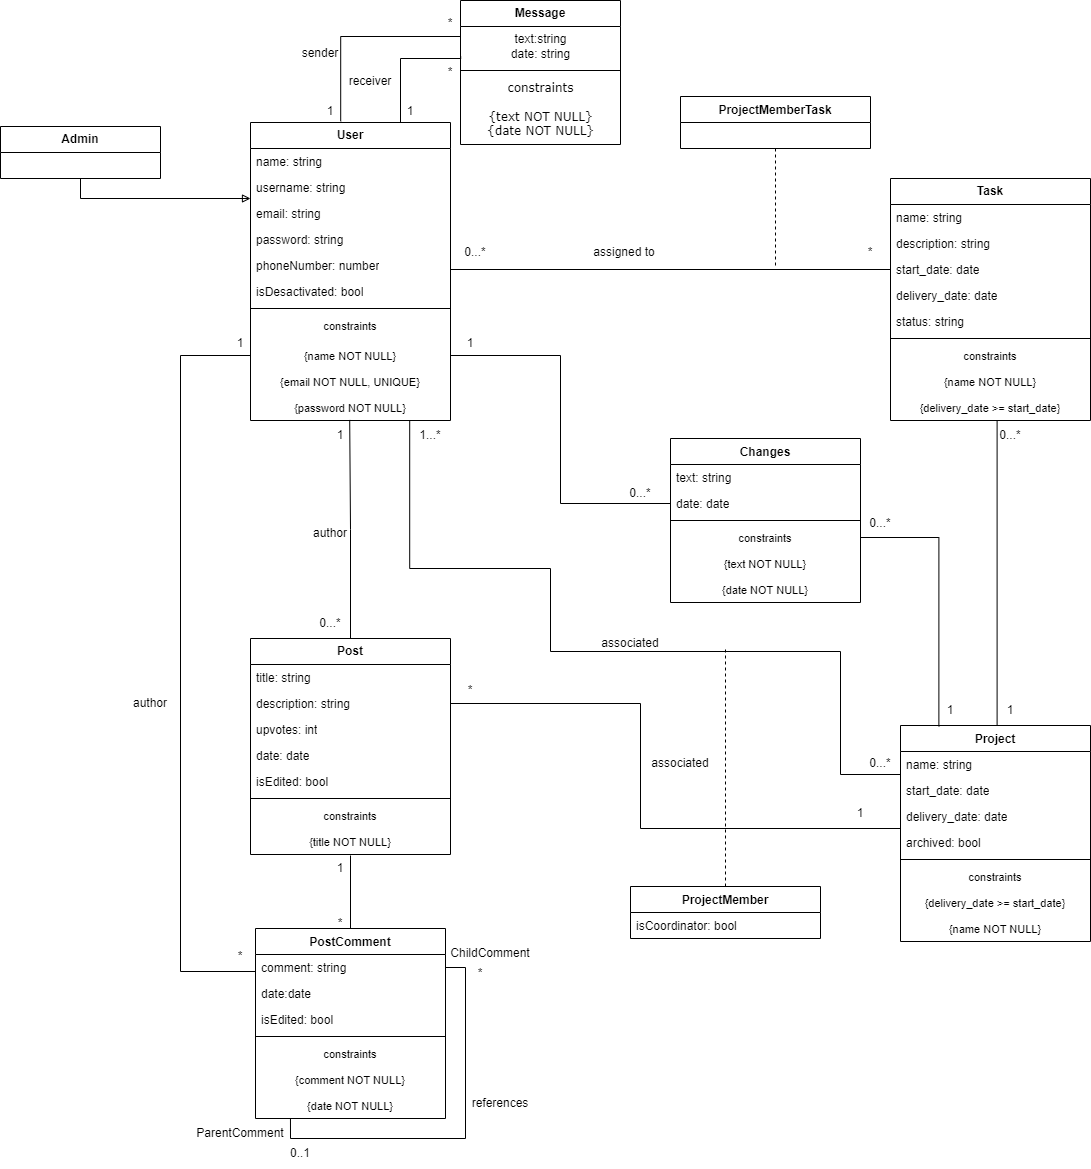 Message
text:string
date: string
constraints
{text NOT NULL}
{date NOT NULL}
*
sender
*
receiver
1
1
ProjectMemberTask
Admin
User
name: string
username: string
email: string
password: string
phoneNumber: number
isDesactivated: bool
constraints
{name NOT NULL}
{email NOT NULL, UNIQUE}
{password NOT NULL}
0...*
assigned to
*
Task
name: string
description: string
start_date: date
delivery_date: date
status: string
constraints
{name NOT NULL}
{delivery_date >= start_date}
1
1
1
1...*
0...*
Changes
text: string
date: date
constraints
{text NOT NULL}
{date NOT NULL}
0...*
0...*
author
0...*
associated
Post
title: string
description: string
upvotes: int
date: date
isEdited: bool
constraints
{title NOT NULL}
*
author
associated
1
1
0...*
1
Project
name: string
start_date: date
delivery_date: date
archived: bool
constraints
{delivery_date >= start_date}
{name NOT NULL}
ProjectMember
isCoordinator: bool
1
*
*
PostComment
comment: string
date:date
isEdited: bool
constraints
{comment NOT NULL}
{date NOT NULL}
ChildComment
*
references
ParentComment
0..1